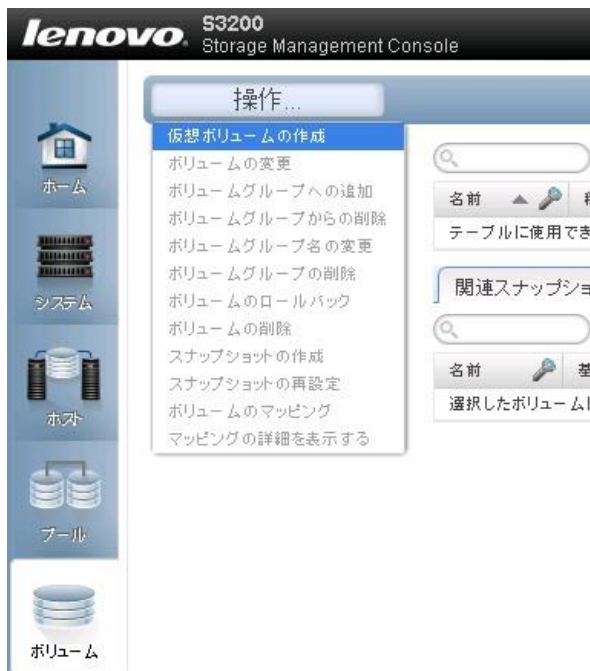 lenovo. S3200
Storage Management Console
操作...
仮想ボリュームの作成
ボリュームの変更
ボリュームグループへの追加
ボリュームグループからの削除
ボリュームグループ名の変更
ボリュームグループの削除
ボリュームのロールバック
ボリュームの削除
スナップショットの作成
スナップショットの再設定
ボリュームのマッピング
マッピングの詳細を表示する
ホーム
システム
ホスト
プール
ボリューム
名前
テーブルに使用でき
関連スナップショ
名前 基
選択したボリューム